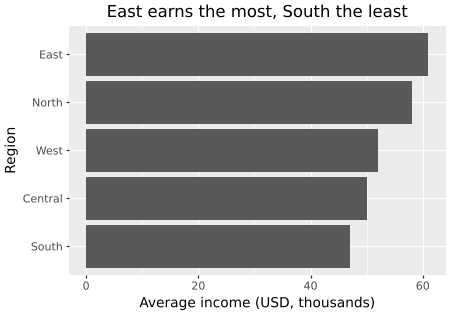 East earns the most, South the least
East
North
West
Central
South
Region
0 20 40 60
Average income (USD, thousands)